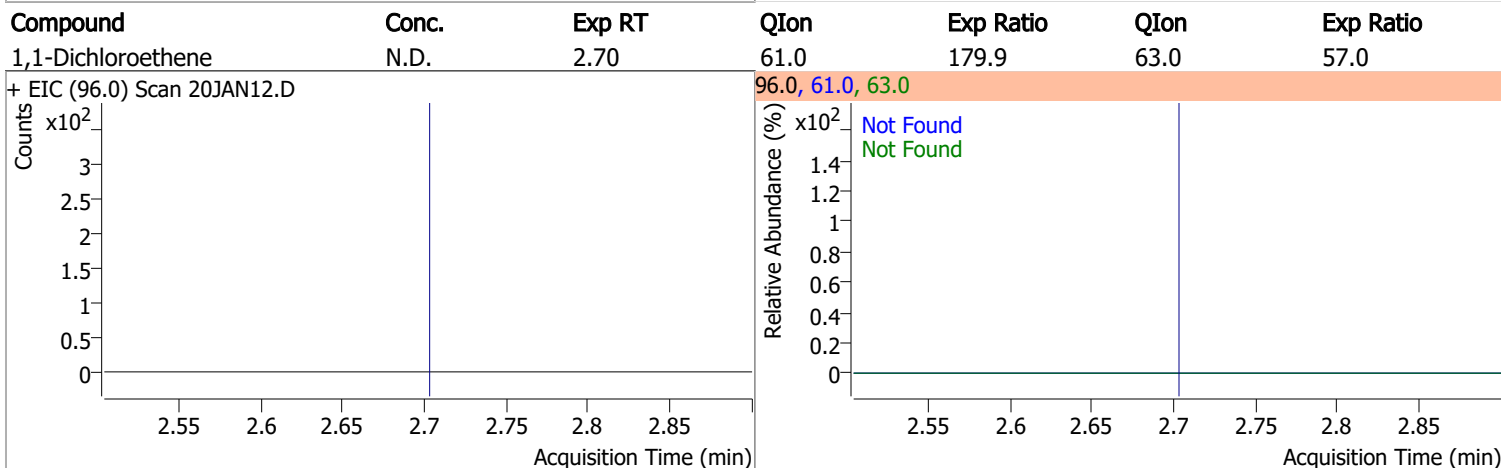 Compound Conc. Exp RT QIon Exp Ratio QIon Exp Ratio
1,1-Dichloroethene N.D. 2.70 61.0 179.9 63.0 57.0
+ EIC (96.0) Scan 20JAN12.D
Counts
x10²
3
2.5
2
1.5
1
0.5
0
2.55 2.6 2.65 2.7 2.75 2.8 2.85
Acquisition Time (min)
96.0, 61.0, 63.0
Relative Abundance (%)
x10²
Not Found
Not Found
1.4
1.2
1
0.8
0.6
0.4
0.2
0
2.55 2.6 2.65 2.7 2.75 2.8 2.85
Acquisition Time (min)